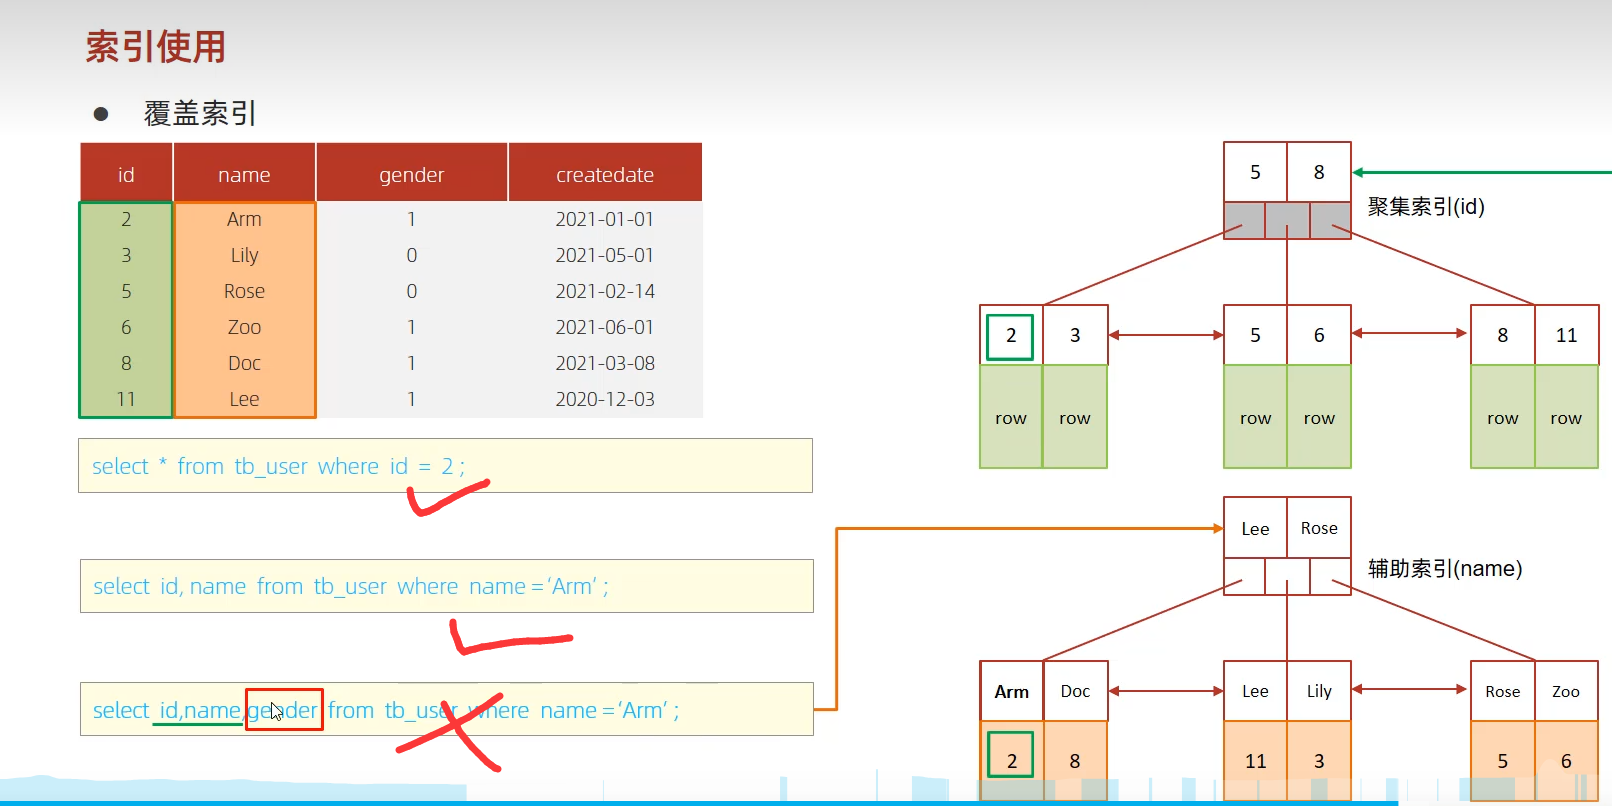 索引使用
● 覆盖索引
id name gender createdate
2 Arm 1 2021-01-01
3 Lily 0 2021-05-01
5 Rose 0 2021-02-14
6 Zoo 1 2021-06-01
8 Doc 1 2021-03-08
11 Lee 1 2020-12-03
select * from tb_user where id = 2 ;
select id, name from tb_user where name =‘Arm’ ;
select id,name,gender from tb_user where name =‘Arm’ ;
5 8
聚集索引(id)
2 3 5 6 8 11
row row row row row row
Lee Rose
辅助索引(name)
Arm Doc Lee Lily Rose Zoo
2 8 11 3 5 6